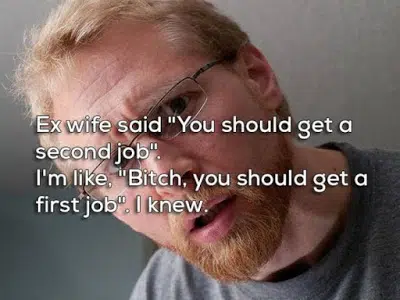 Ex wife said "You should get a
second job".
I'm like, "Bitch, you should get a
first job". I knew.